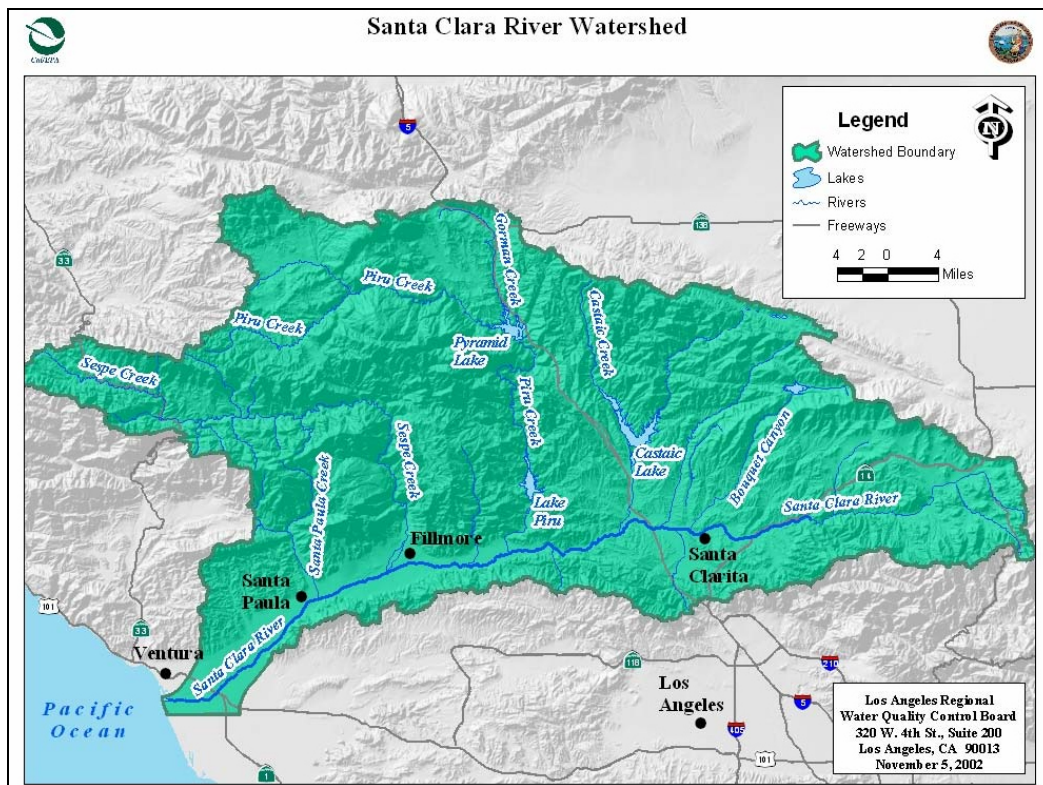 Santa Clara River Watershed
Cal/EPA
Legend
N
Watershed Boundary
Lakes
Rivers
Freeways
4 2 0 4
Miles
5
138
33
Gorman Creek
Piru Creek
Castaic Creek
Piru Creek
Pyramid
Lake
Sespe Creek
Piru Creek
Sespe Creek
Castaic
Lake
Bouquet Canyon
14
Santa Clara River
Lake
Piru
Santa Paula Creek
Fillmore
Santa
Clarita
Santa
Paula
101
33
Santa Clara River
Ventura
118
210
Los
Angeles
5
405
101
Pacific
Ocean
1
Los Angeles Regional
Water Quality Control Board
320 W. 4th St., Suite 200
Los Angeles, CA 90013
November 5, 2002